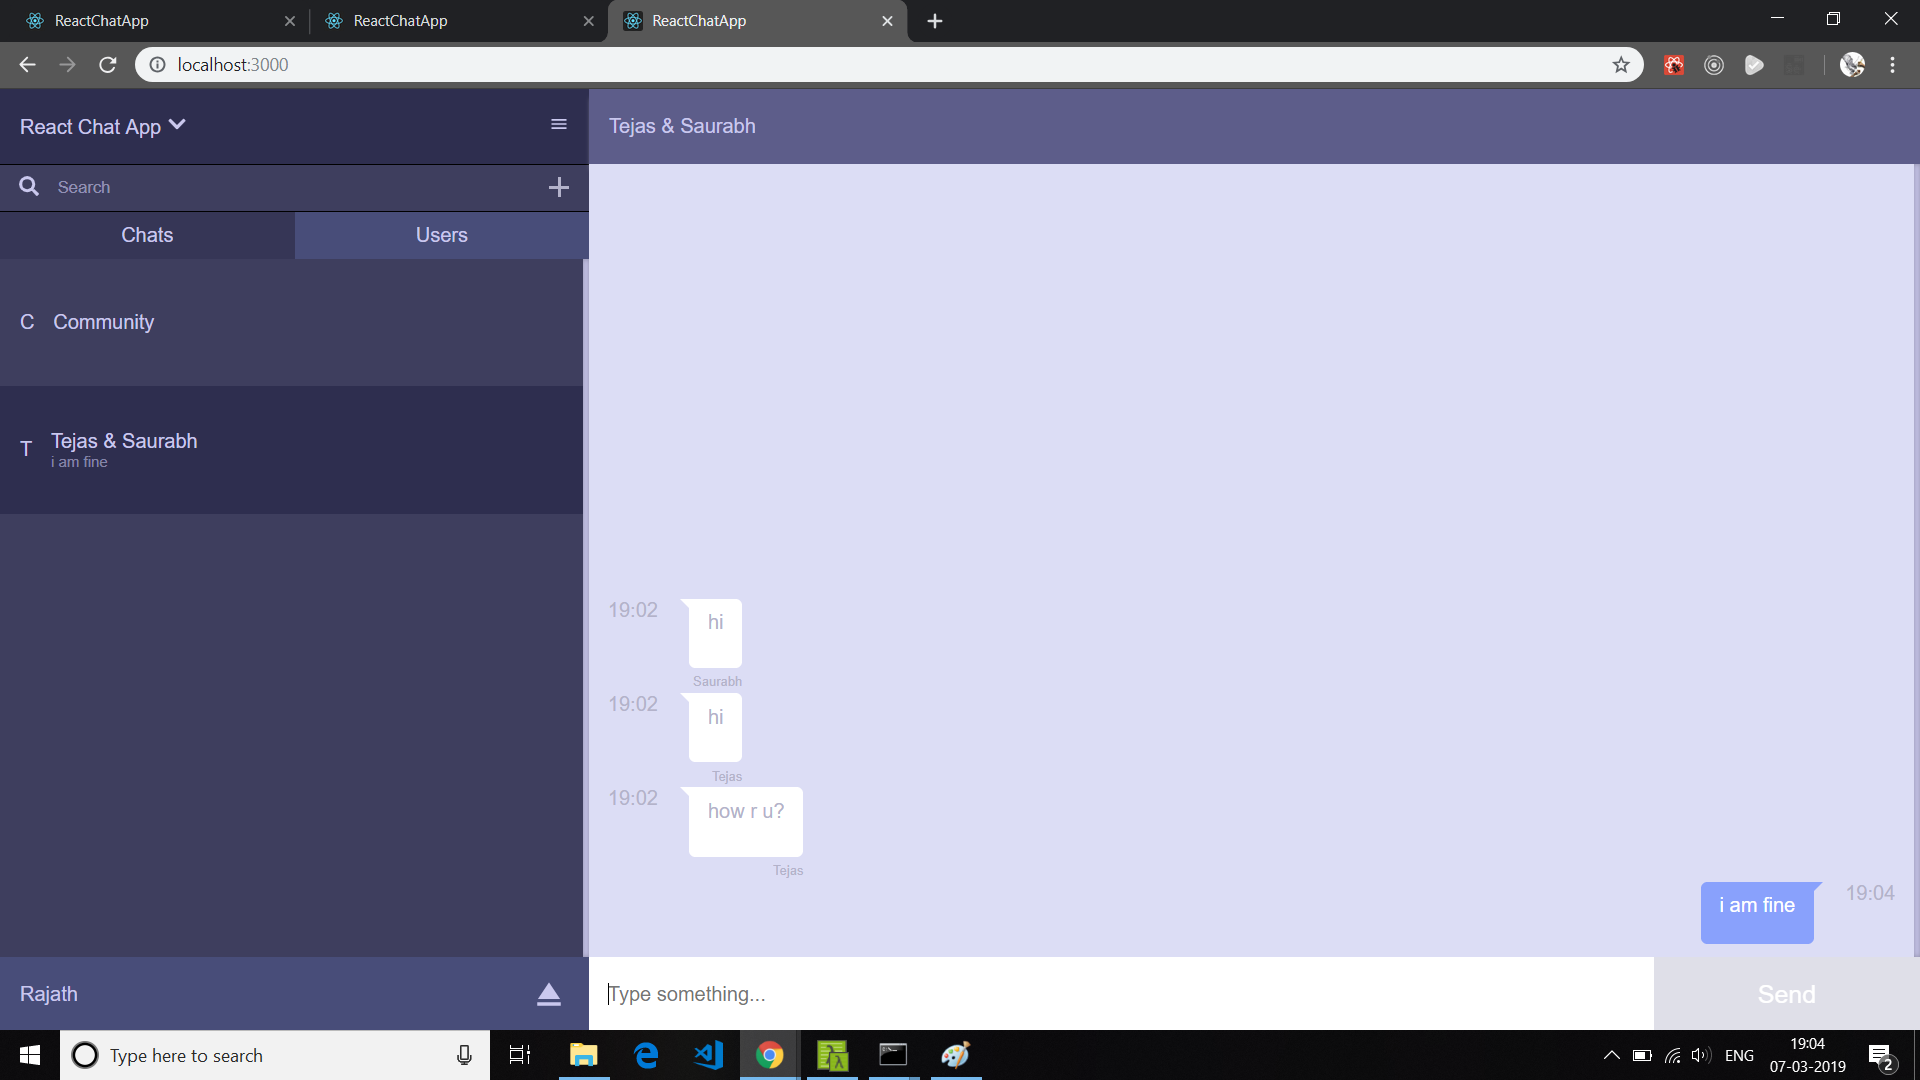 ReactChatApp
ReactChatApp
ReactChatApp
localhost:3000
React Chat App
Tejas & Saurabh
Search
Chats
Users
C Community
T Tejas & Saurabh
i am fine
19:02 hi
Saurabh
19:02 hi
Tejas
19:02 how r u?
Tejas
i am fine 19:04
Rajath
Type something...
Send
Type here to search
ENG
19:04
07-03-2019
2